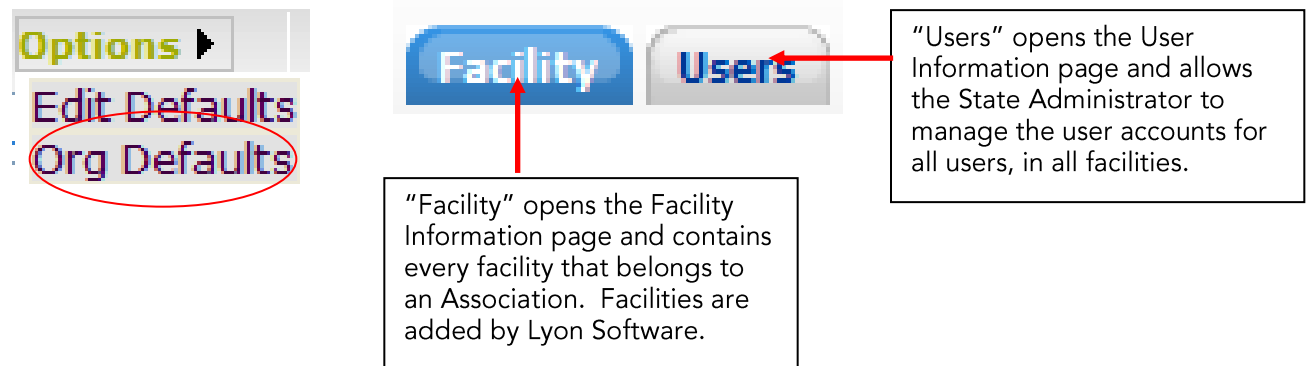 Options
Edit Defaults
Org Defaults
Facility
Users
“Users” opens the User
Information page and allows
the State Administrator to
manage the user accounts for
all users, in all facilities.
“Facility” opens the Facility
Information page and contains
every facility that belongs to
an Association.  Facilities are
added by Lyon Software.